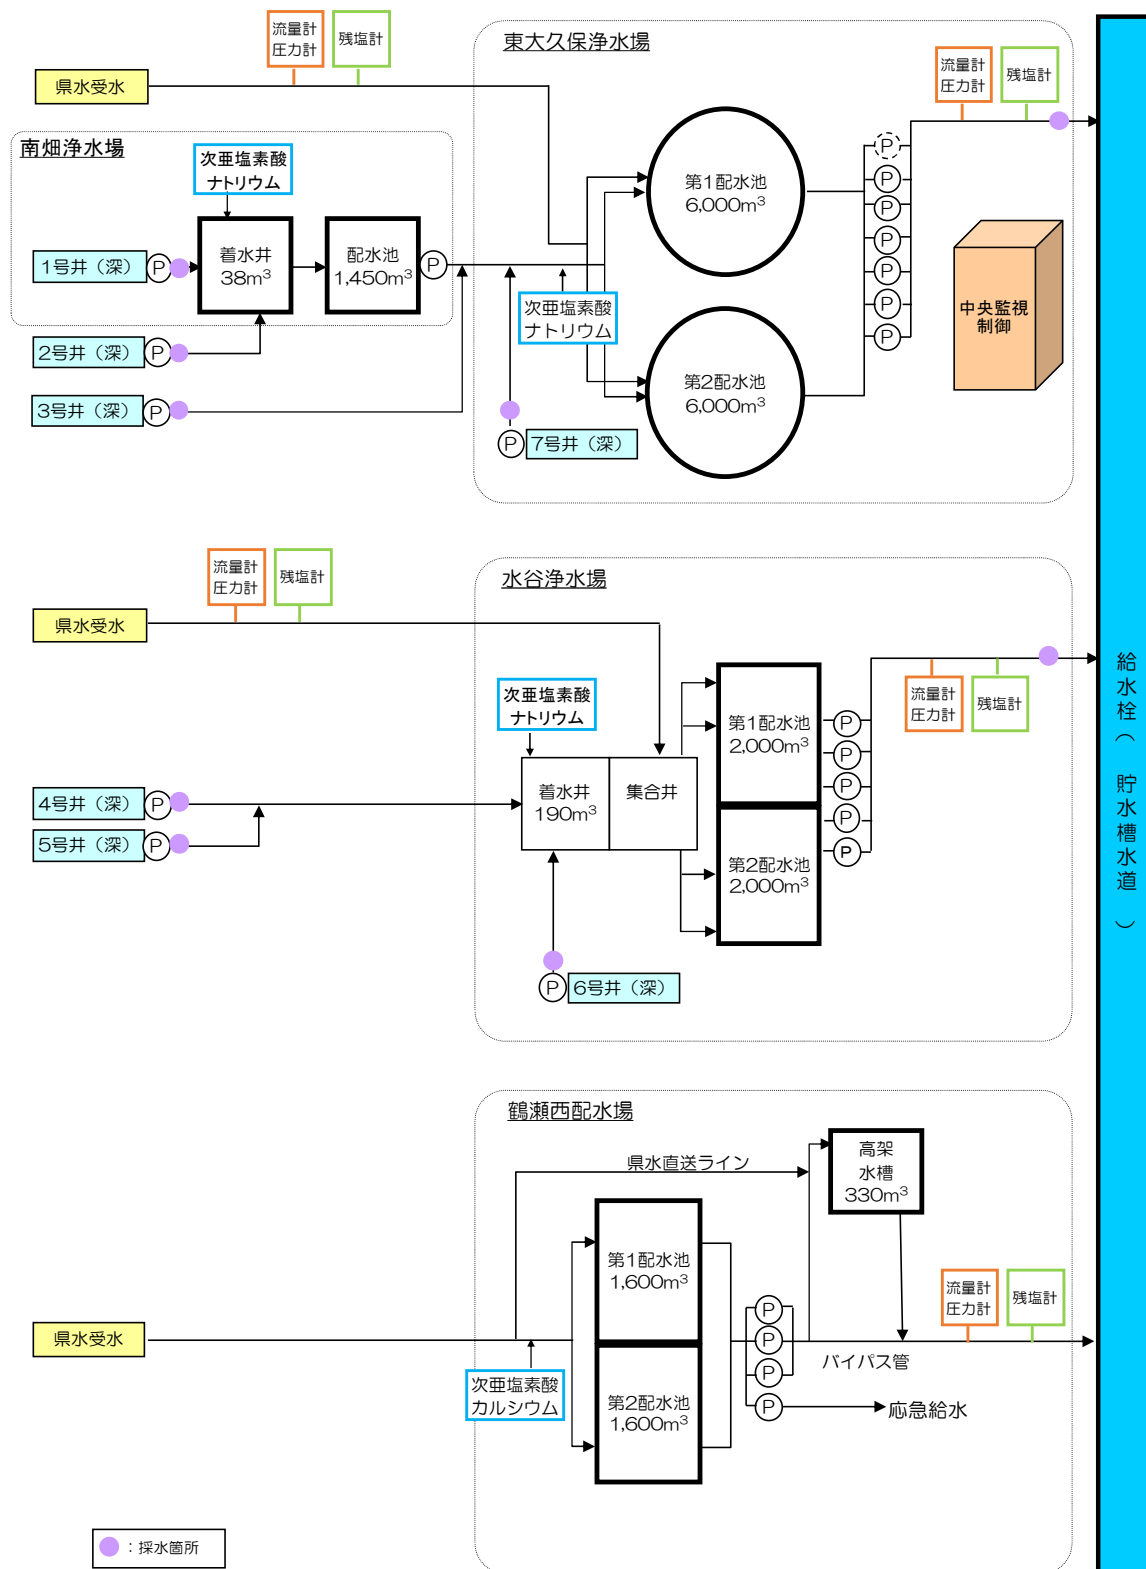 流量計
圧力計
残塩計
東大久保浄水場
流量計
圧力計
残塩計
県水受水
南畑浄水場
次亜塩素酸
ナトリウム
P
第1配水池
6,000m³
P
P
P
P
P
P
1号井（深）
P
着水井
38m³
配水池
1,450m³
P
次亜塩素酸
ナトリウム
中央監視
制御
2号井（深）
P
第2配水池
6,000m³
3号井（深）
P
P
7号井（深）
流量計
圧力計
残塩計
水谷浄水場
県水受水
次亜塩素酸
ナトリウム
第1配水池
2,000m³
P
P
P
P
P
流量計
圧力計
残塩計
4号井（深）
P
着水井
190m³
集合井
5号井（深）
P
第2配水池
2,000m³
P
6号井（深）
給水栓（貯水槽水道）
鶴瀬西配水場
県水直送ライン
高架
水槽
330m³
第1配水池
1,600m³
流量計
圧力計
残塩計
県水受水
P
P
P
P
バイパス管
次亜塩素酸
カルシウム
第2配水池
1,600m³
応急給水
：採水箇所